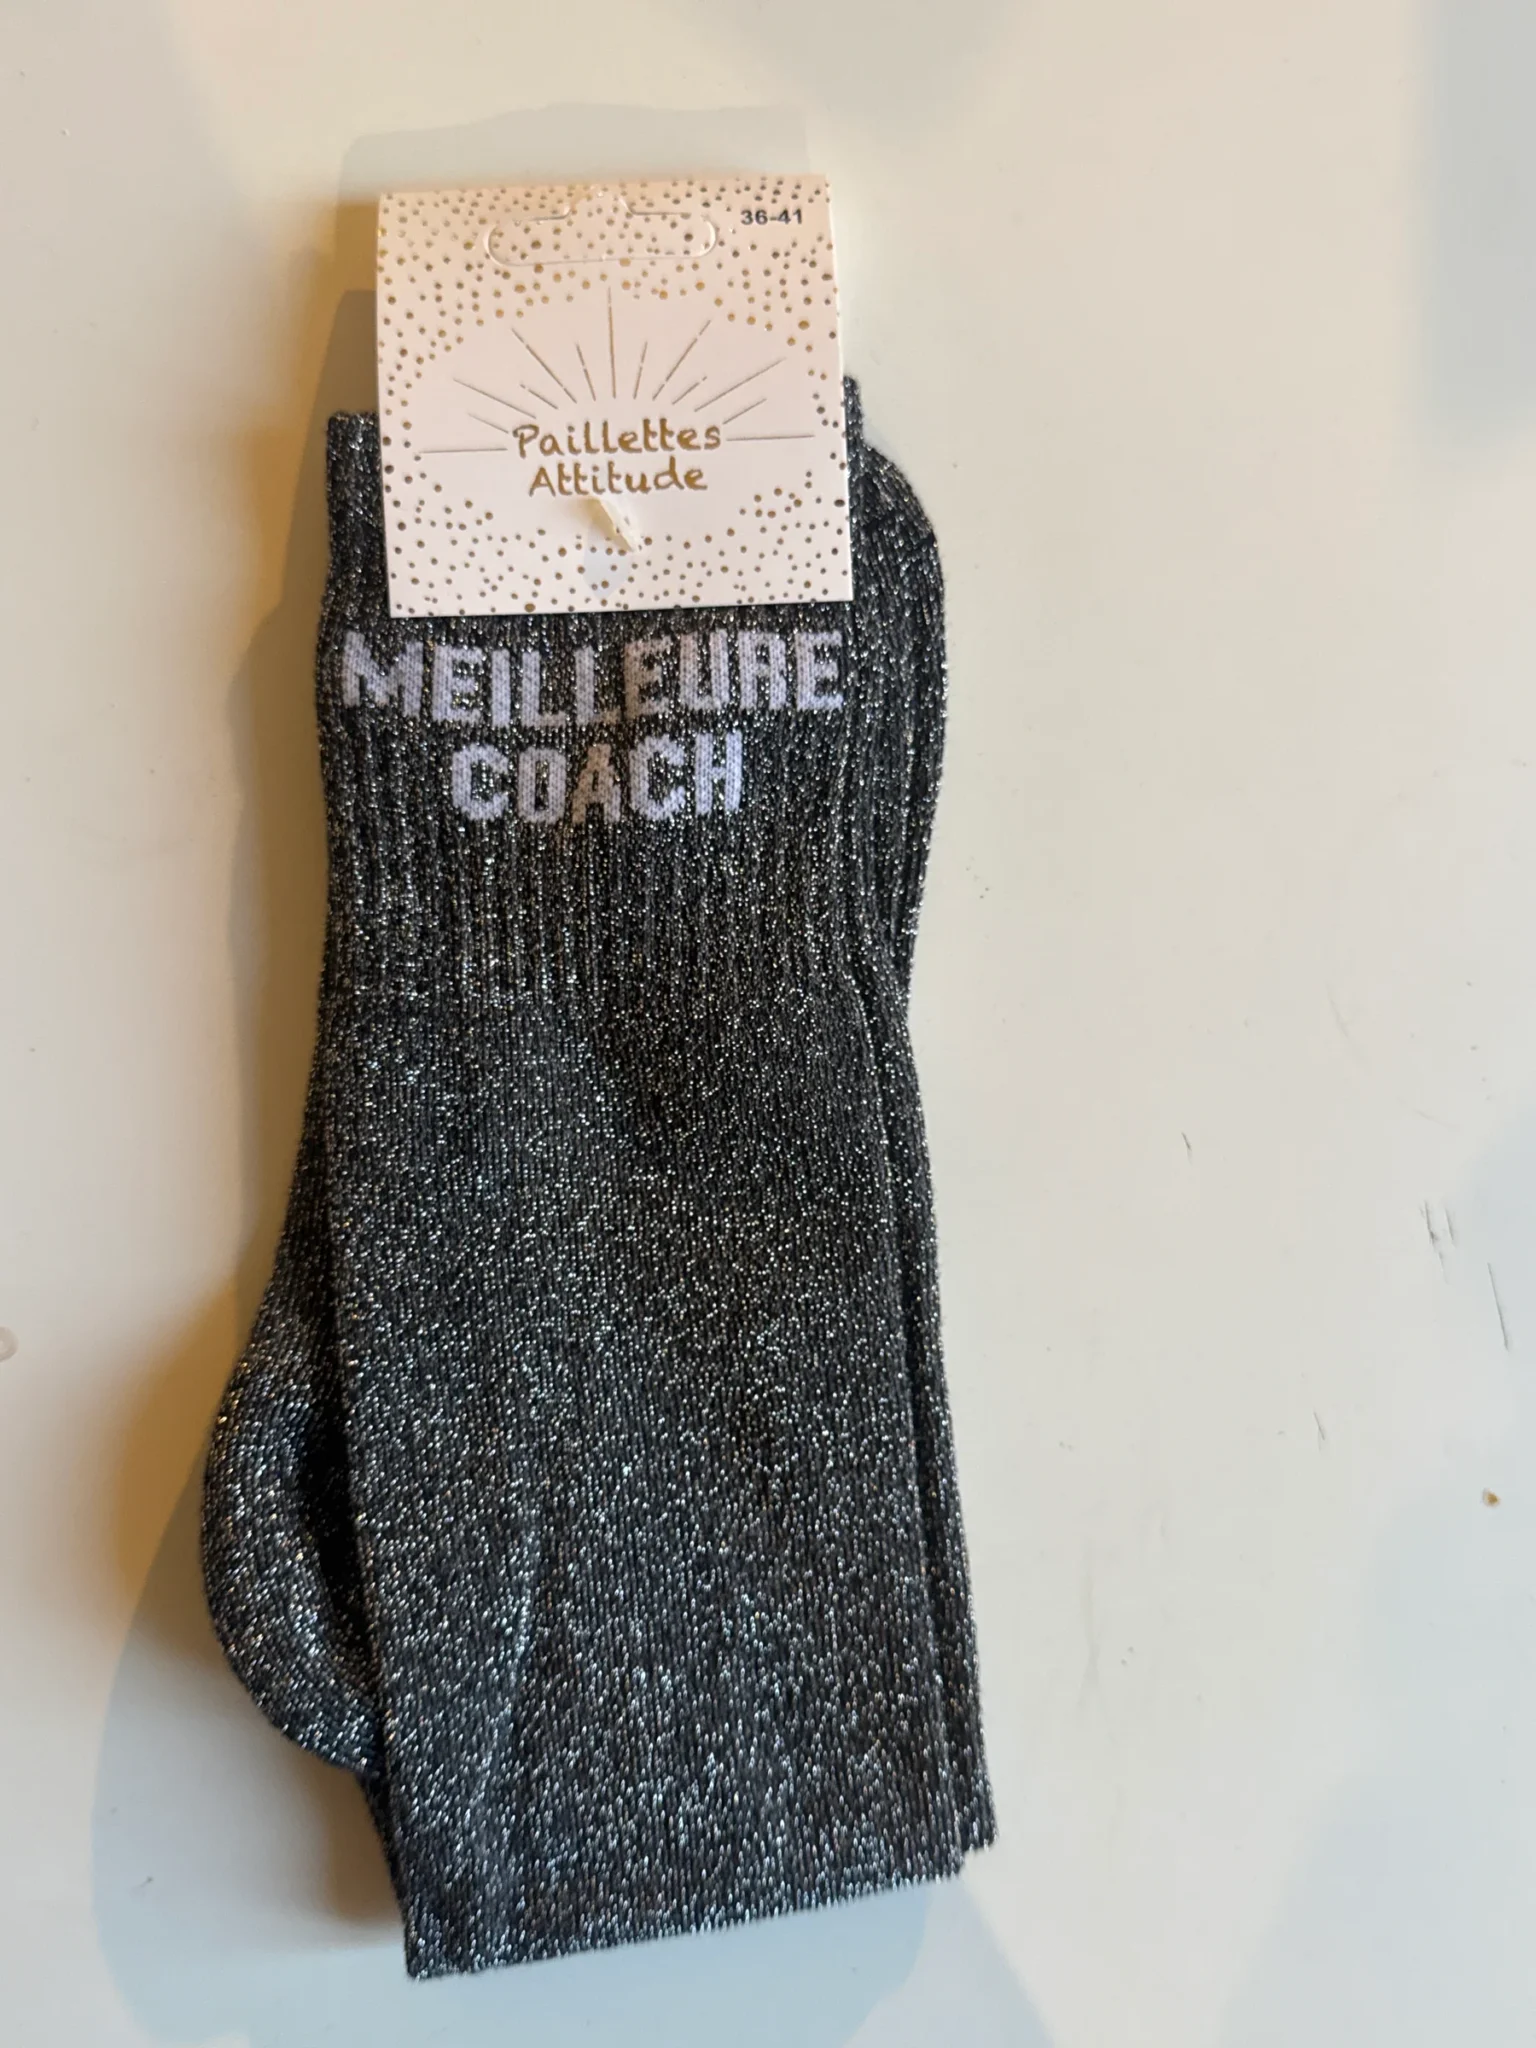 36-41
Paillettes
Attitude
MEILLEURE
COACH